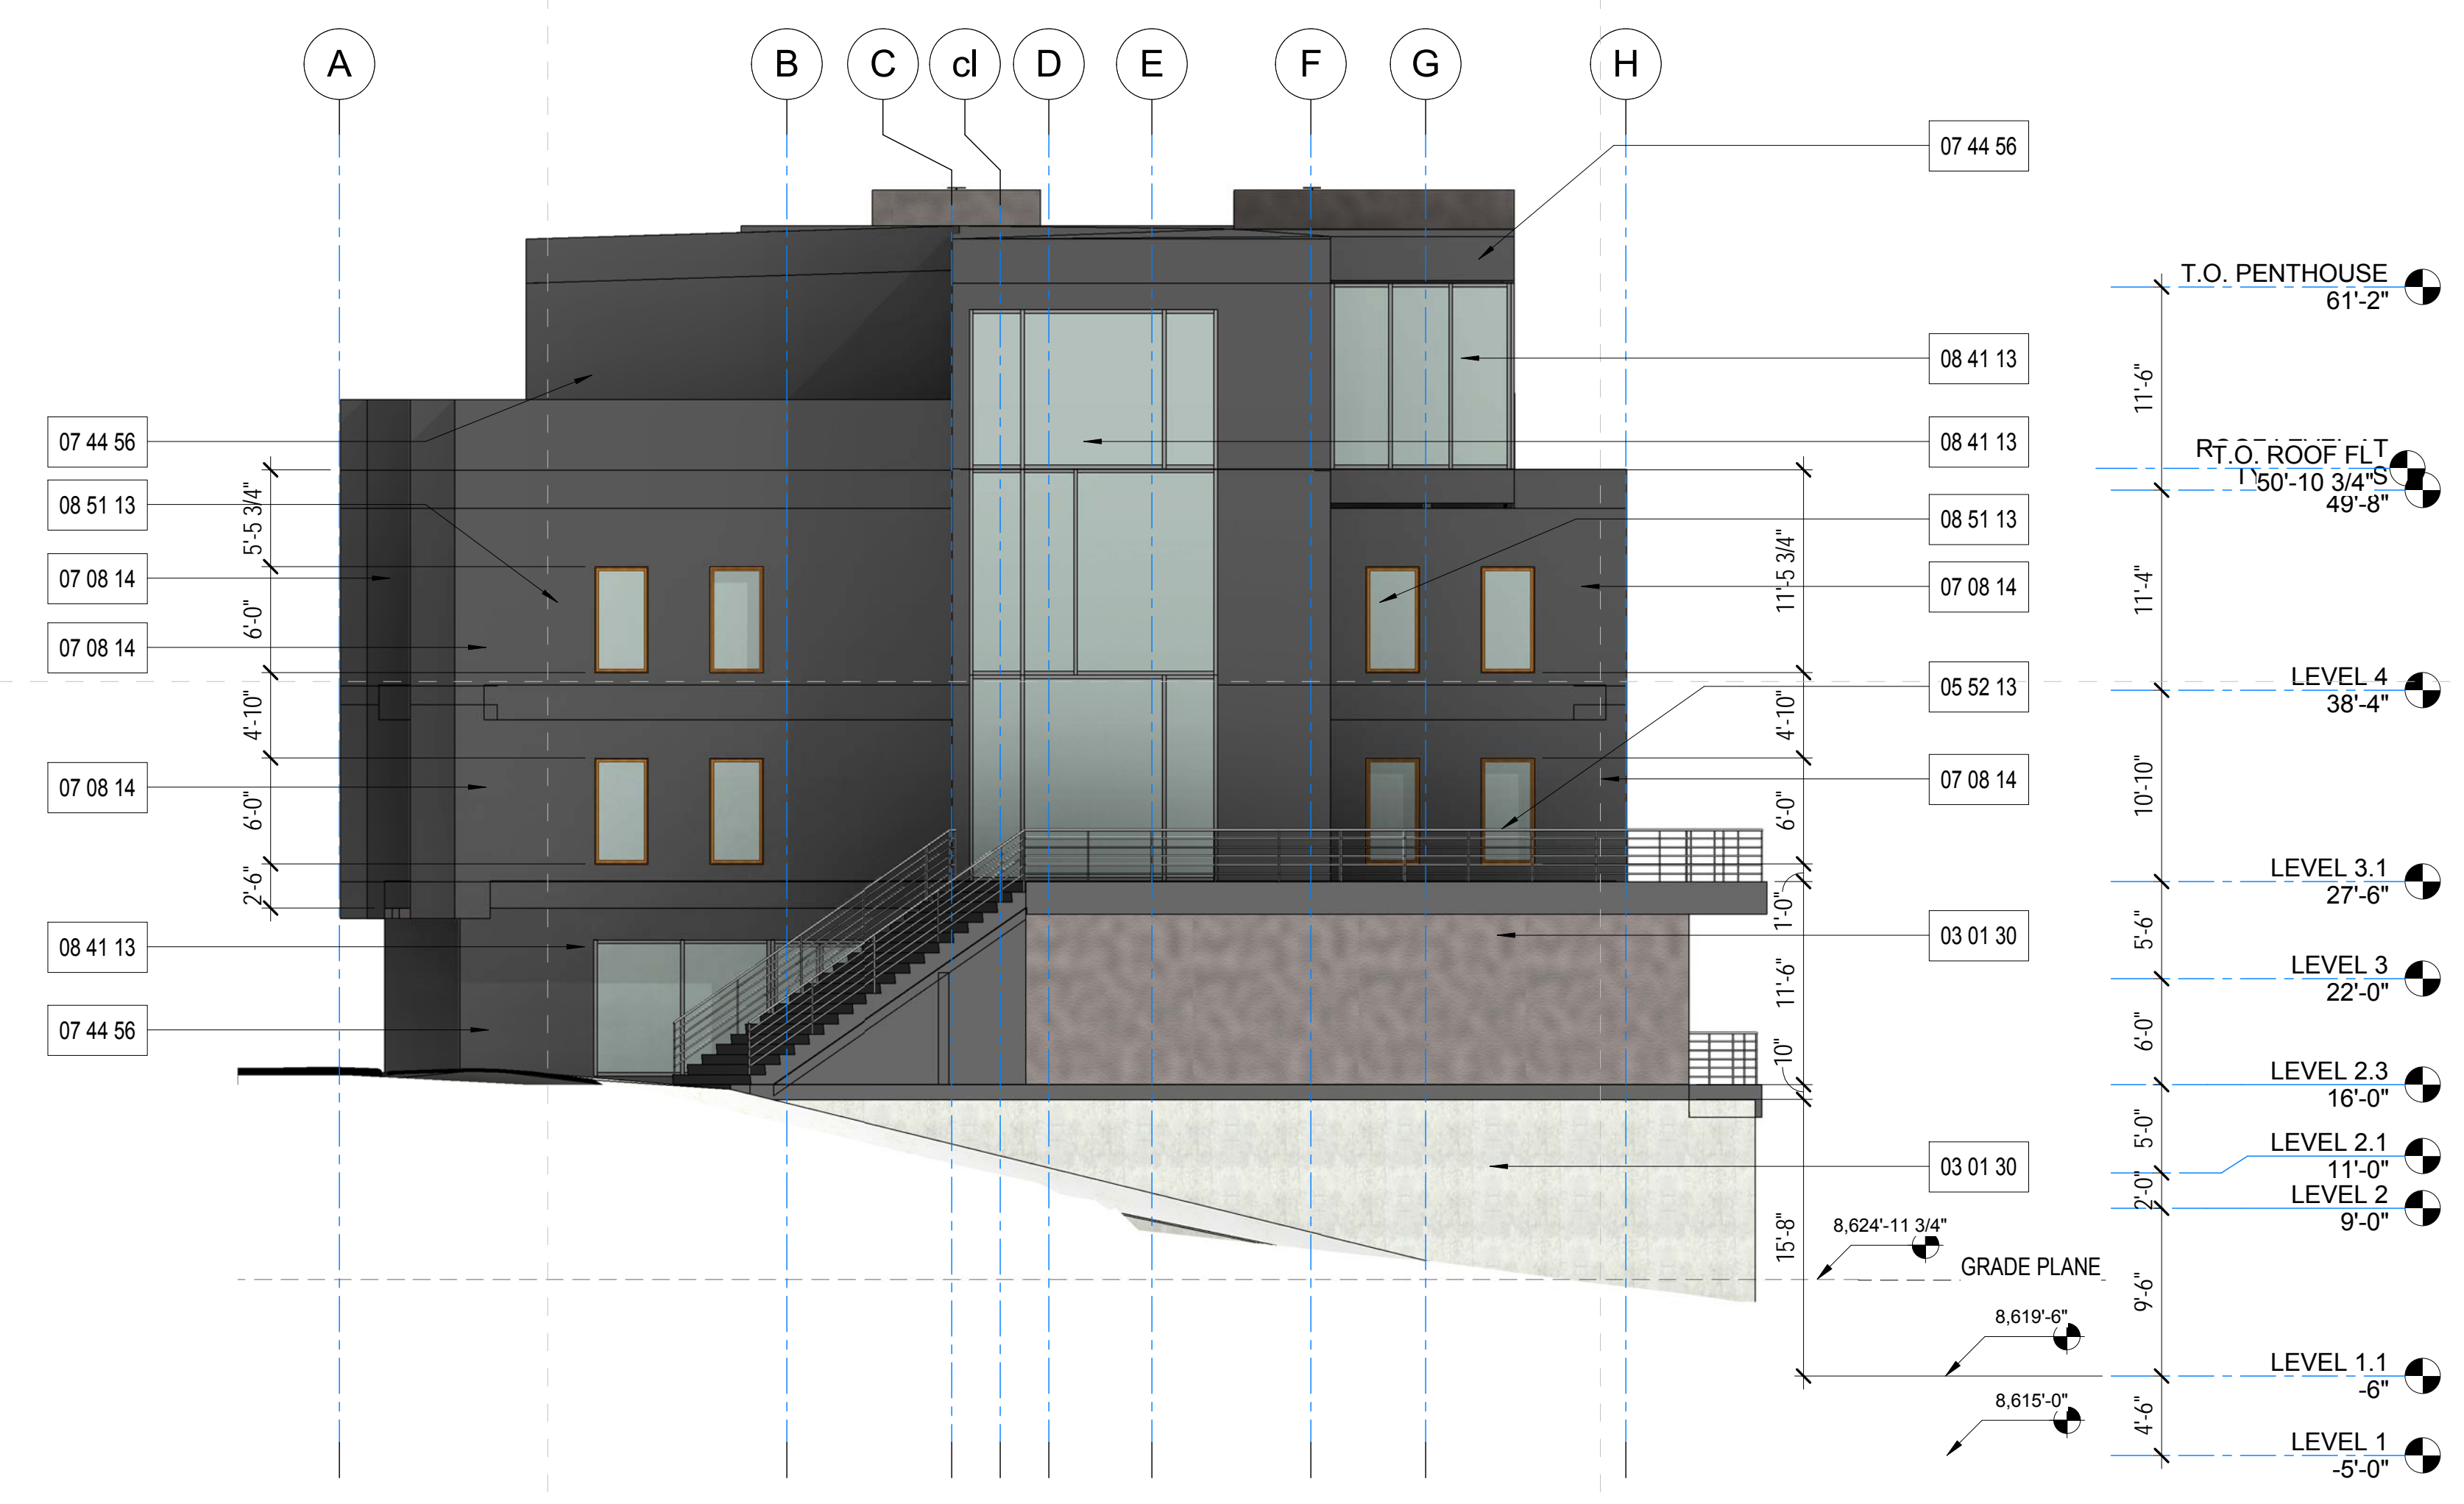 A
B
C
cl
D
E
F
G
H
07 44 56
08 41 13
08 41 13
08 51 13
07 08 14
05 52 13
07 08 14
03 01 30
03 01 30
07 44 56
08 51 13
07 08 14
07 08 14
07 08 14
08 41 13
07 44 56
5'-5 3/4"
6'-0"
4'-10"
6'-0"
2'-6"
11'-5 3/4"
4'-10"
6'-0"
1'-0"
11'-6"
10"
15'-8"
8,624'-11 3/4"
GRADE PLANE
8,619'-6"
8,615'-0"
11'-6"
11'-4"
10'-10"
5'-6"
6'-0"
5'-0"
2'-0"
9'-6"
4'-6"
T.O. PENTHOUSE
61'-2"
T.O. ROOF FL
50'-10 3/4"
49'-8"
LEVEL 4
38'-4"
LEVEL 3.1
27'-6"
LEVEL 3
22'-0"
LEVEL 2.3
16'-0"
LEVEL 2.1
11'-0"
LEVEL 2
9'-0"
LEVEL 1.1
-6"
LEVEL 1
-5'-0"